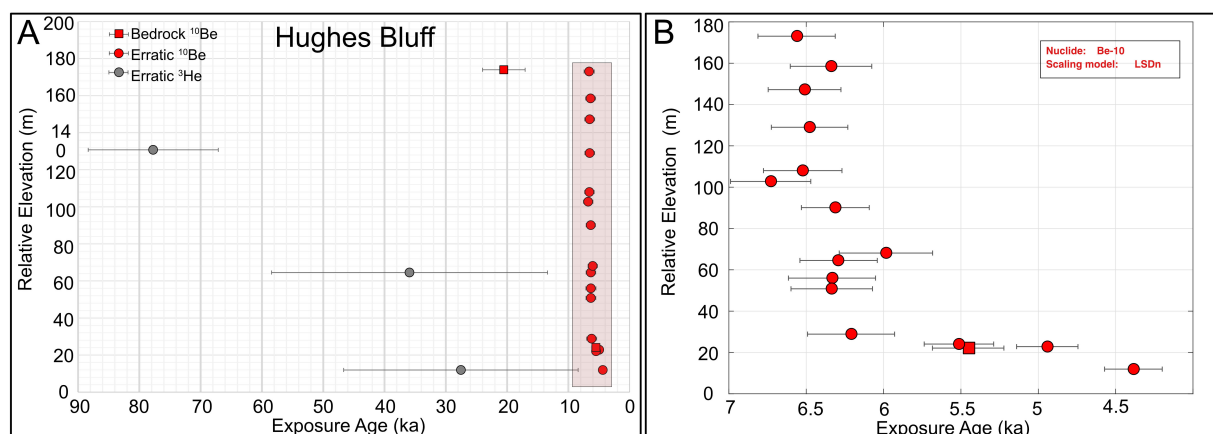 A
Hughes Bluff
Bedrock ¹⁰Be
Erratic ¹⁰Be
Erratic ³He
Relative Elevation (m)
200
180
160
14
0
120
100
80
60
40
20
0
90 80 70 60 50 40 30 20 10 0
Exposure Age (ka)
B
Nuclide: Be-10
Scaling model: LSDn
Relative Elevation (m)
180
160
140
120
100
80
60
40
20
0
7 6.5 6 5.5 5 4.5
Exposure Age (ka)